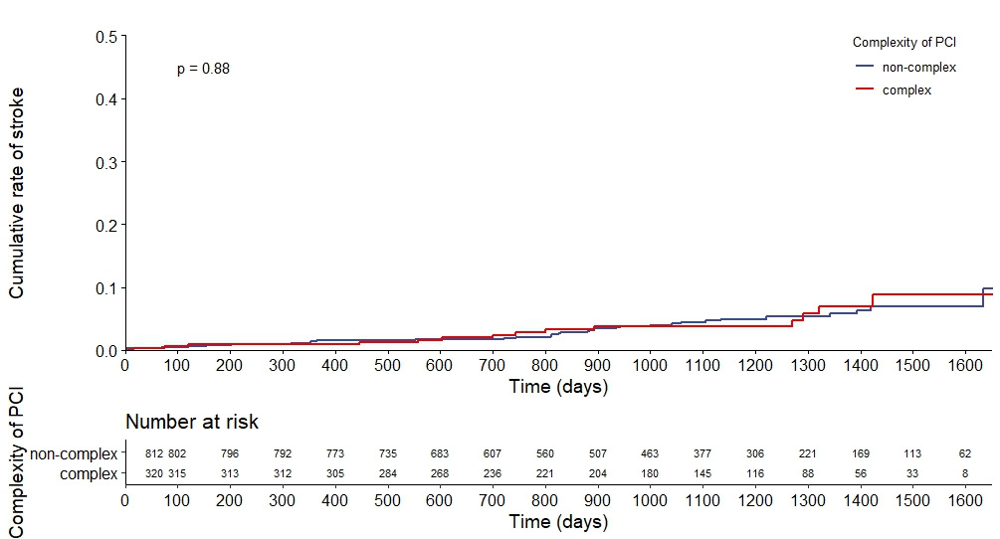 Complexity of PCI
non-complex
complex
p = 0.88
Cumulative rate of stroke
0.5
0.4
0.3
0.2
0.1
0.0
0 100 200 300 400 500 600 700 800 900 1000 1100 1200 1300 1400 1500 1600
Time (days)
Number at risk
Complexity of PCI
non-complex 812 802 796 792 773 735 683 607 560 507 463 377 306 221 169 113 62
complex 320 315 313 312 305 284 268 236 221 204 180 145 116 88 56 33 8
0 100 200 300 400 500 600 700 800 900 1000 1100 1200 1300 1400 1500 1600
Time (days)